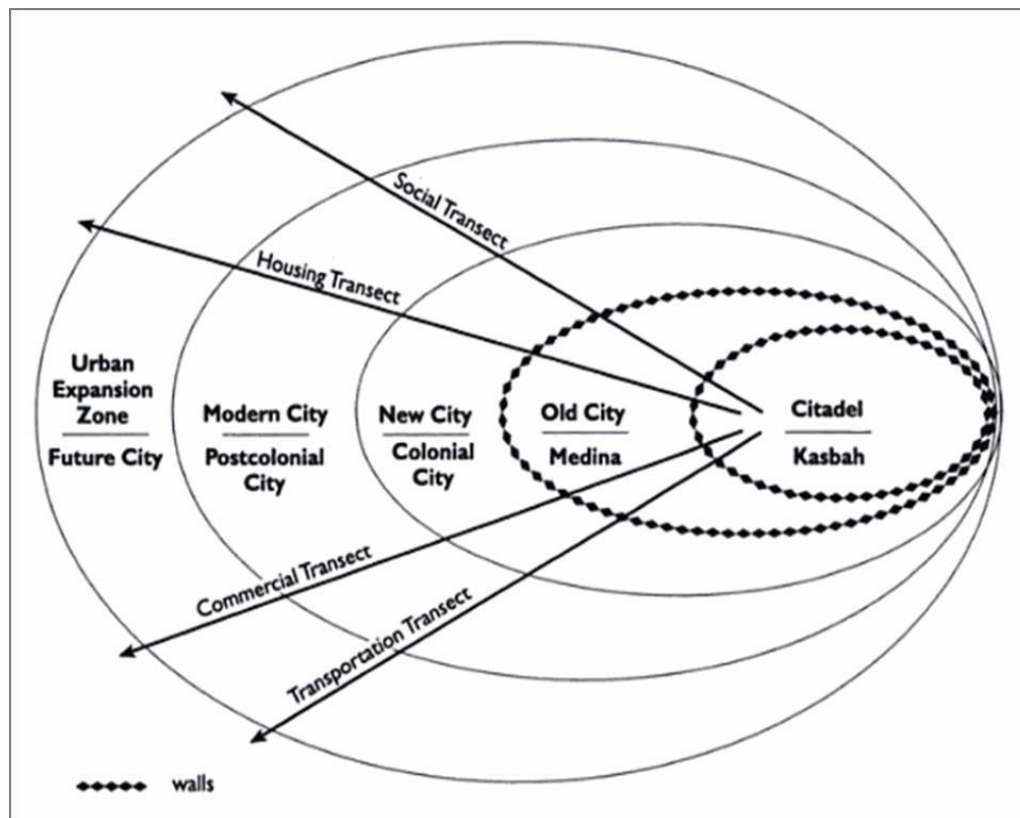 Social Transect
Housing Transect
Urban
Expansion
Zone
Future City
Modern City
Postcolonial
City
New City
Colonial
City
Old City
Medina
Citadel
Kasbah
Commercial Transect
Transportation Transect
walls